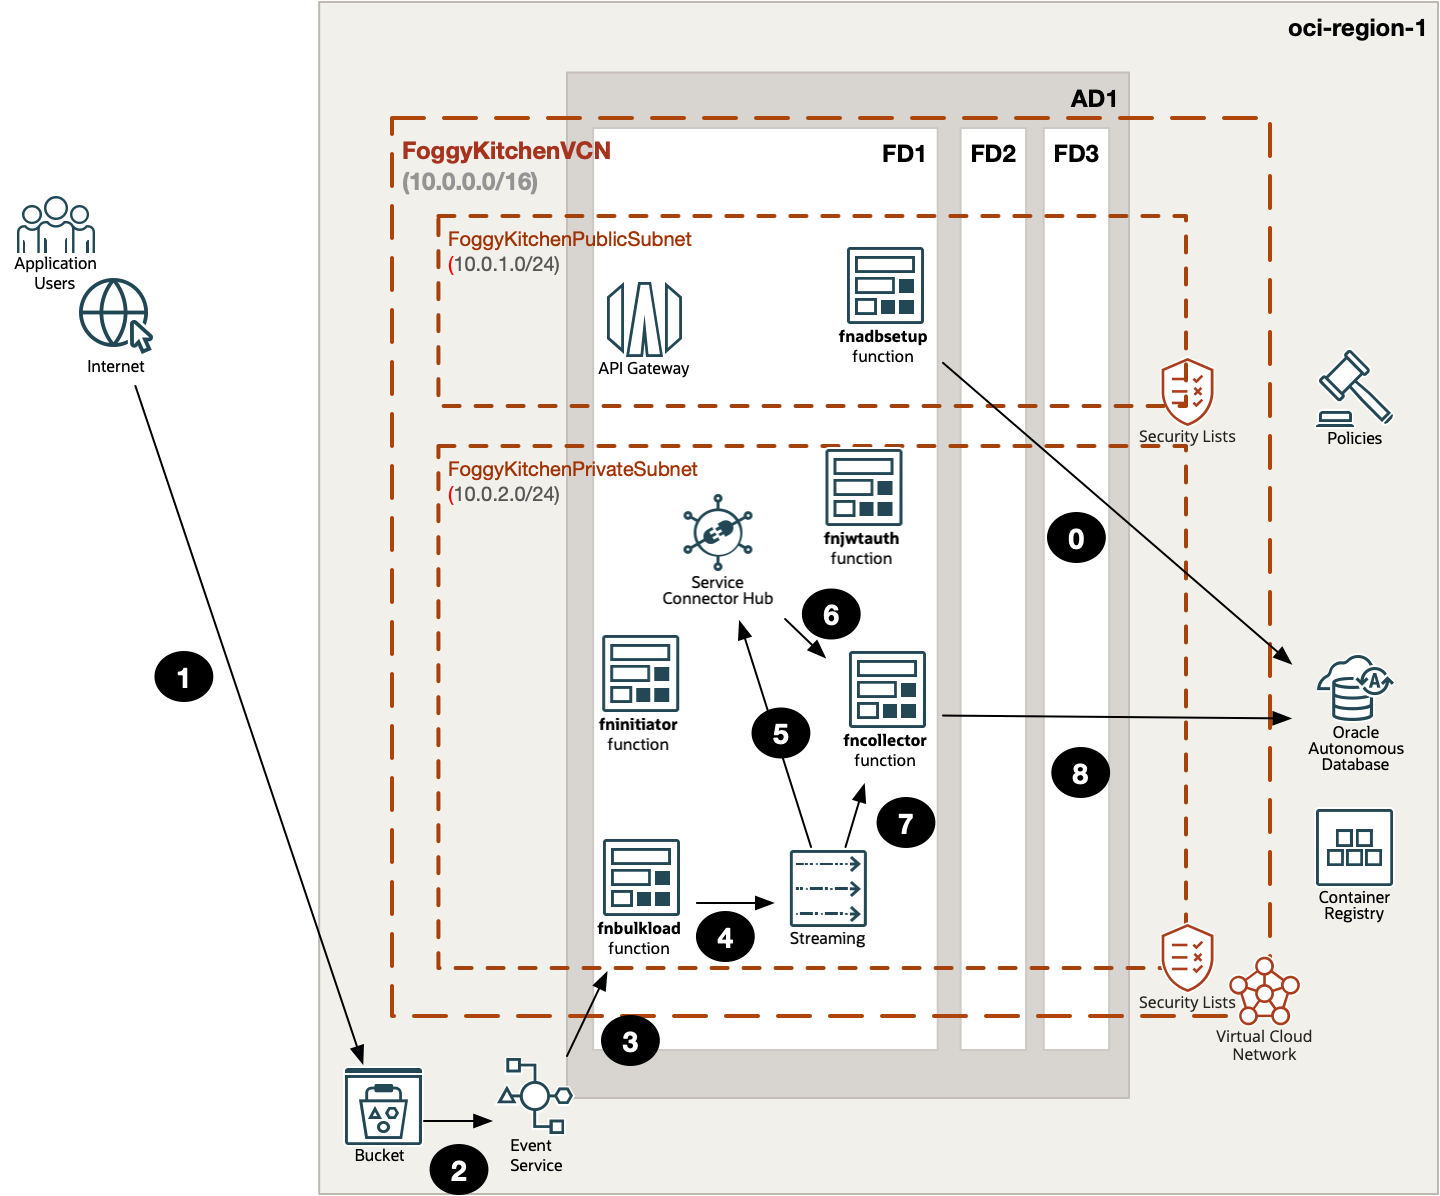 oci-region-1
AD1
FoggyKitchenVCN
(10.0.0.0/16)
FD1
FD2
FD3
Application
Users
Internet
FoggyKitchenPublicSubnet
(10.0.1.0/24)
API Gateway
fnadbsetup
function
Security Lists
Policies
FoggyKitchenPrivateSubnet
(10.0.2.0/24)
fnjwtauth
function
Service
Connector Hub
0
6
1
fninitiator
function
5
fncollector
function
8
Oracle
Autonomous
Database
7
fnbulkload
function
4
Streaming
Container
Registry
Security Lists
Virtual Cloud
Network
3
Bucket
2
Event
Service
A